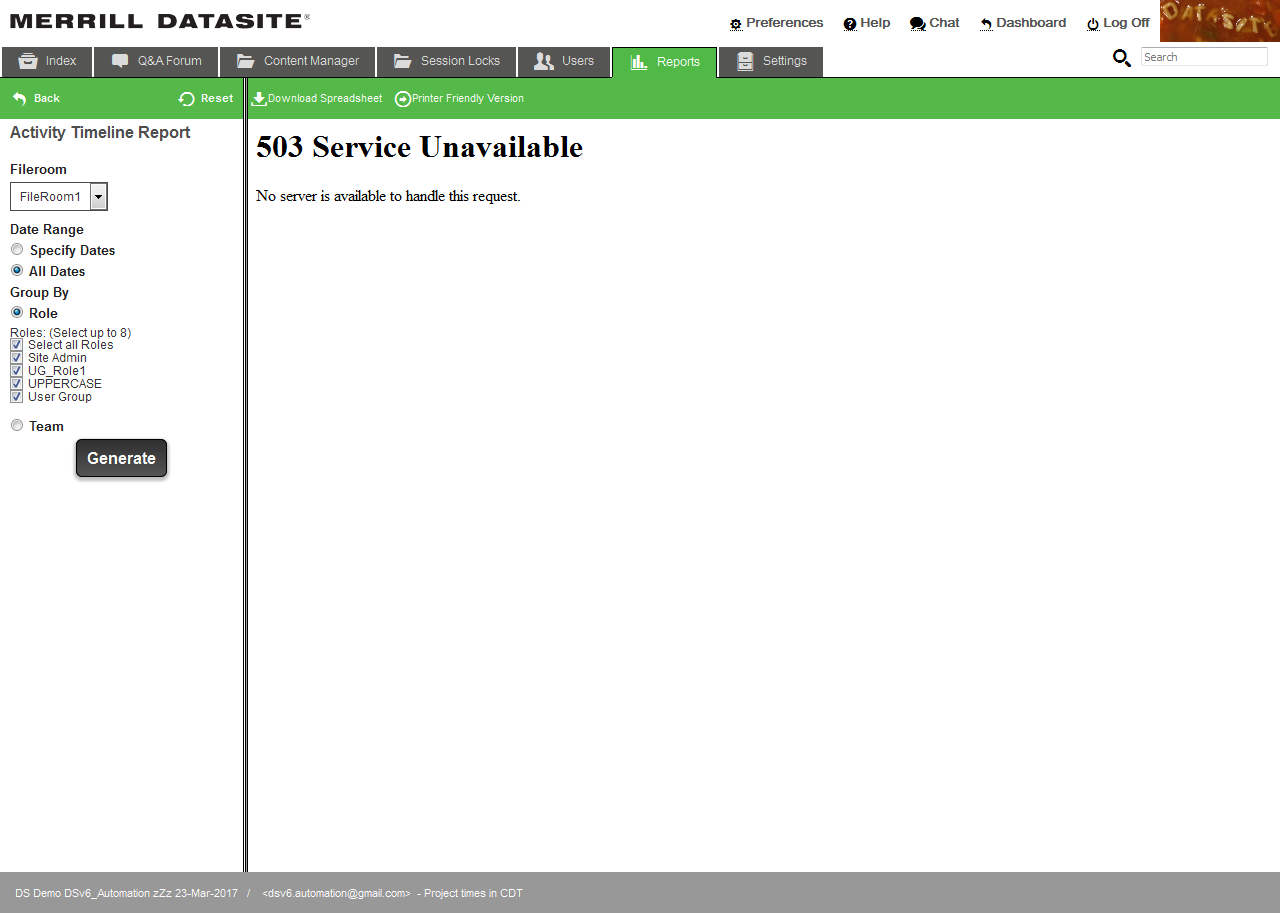 MERRILL DATASITE®
Preferences Help Chat Dashboard Log Off
DATASITE
Index Q&A Forum Content Manager Session Locks Users Reports Settings
Search
Back Reset Download Spreadsheet Printer Friendly Version
Activity Timeline Report
503 Service Unavailable
Fileroom
FileRoom1
No server is available to handle this request.
Date Range
Specify Dates
All Dates
Group By
Role
Roles: (Select up to 8)
Select all Roles
Site Admin
UG_Role1
UPPERCASE
User Group
Team
Generate
DS Demo DSv6_Automation zZz 23-Mar-2017 / <dsv6.automation@gmail.com> - Project times in CDT